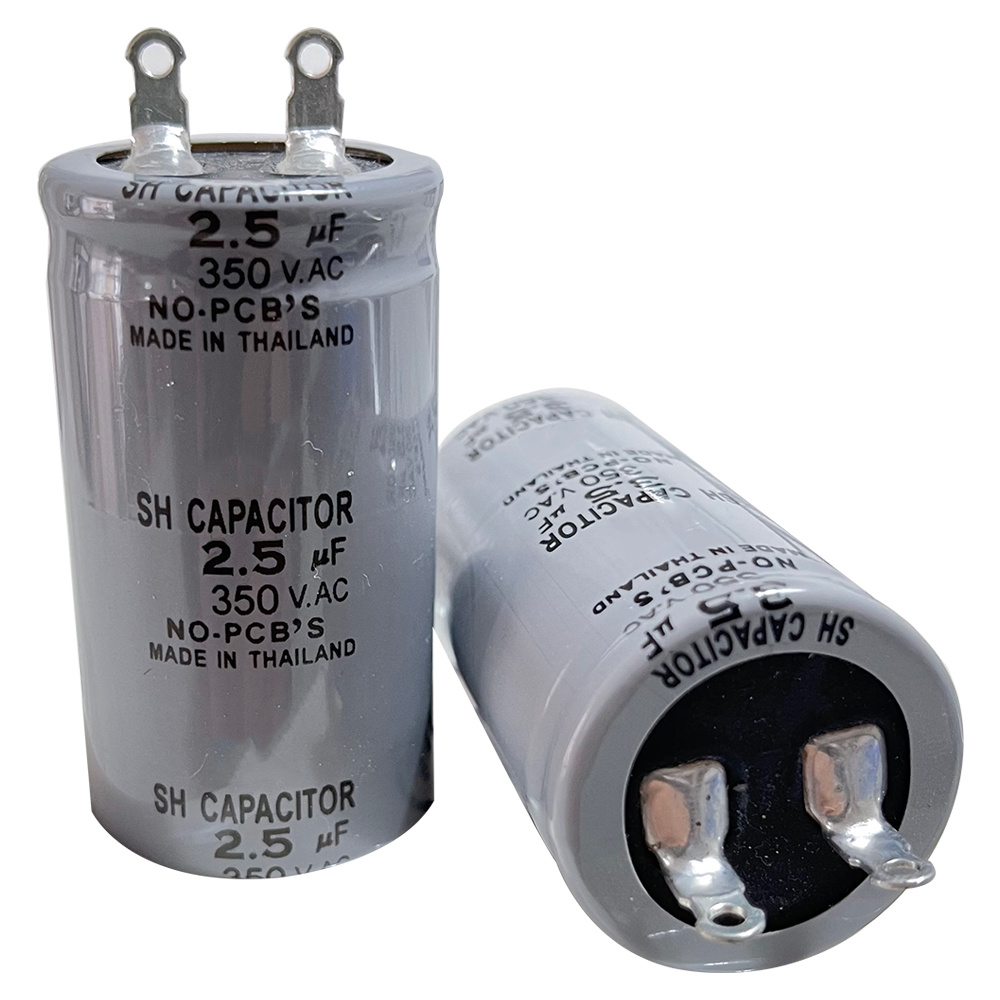 SH CAPACITOR
2.5 µF
350 V.AC
NO-PCB'S
MADE IN THAILAND
SH CAPACITOR
2.5 µF
350 V.AC
NO-PCB'S
MADE IN THAILAND
SH CAPACITOR
2.5 µF
350 V.AC
CAPACITOR
NO-PCB'S
MADE IN THAILAND
SH CAPACITOR
2.5 µF
350 V.AC
NO-PCB'S
MADE IN THAILAND
SH CAPACITOR
2.5 µF
350 V.AC